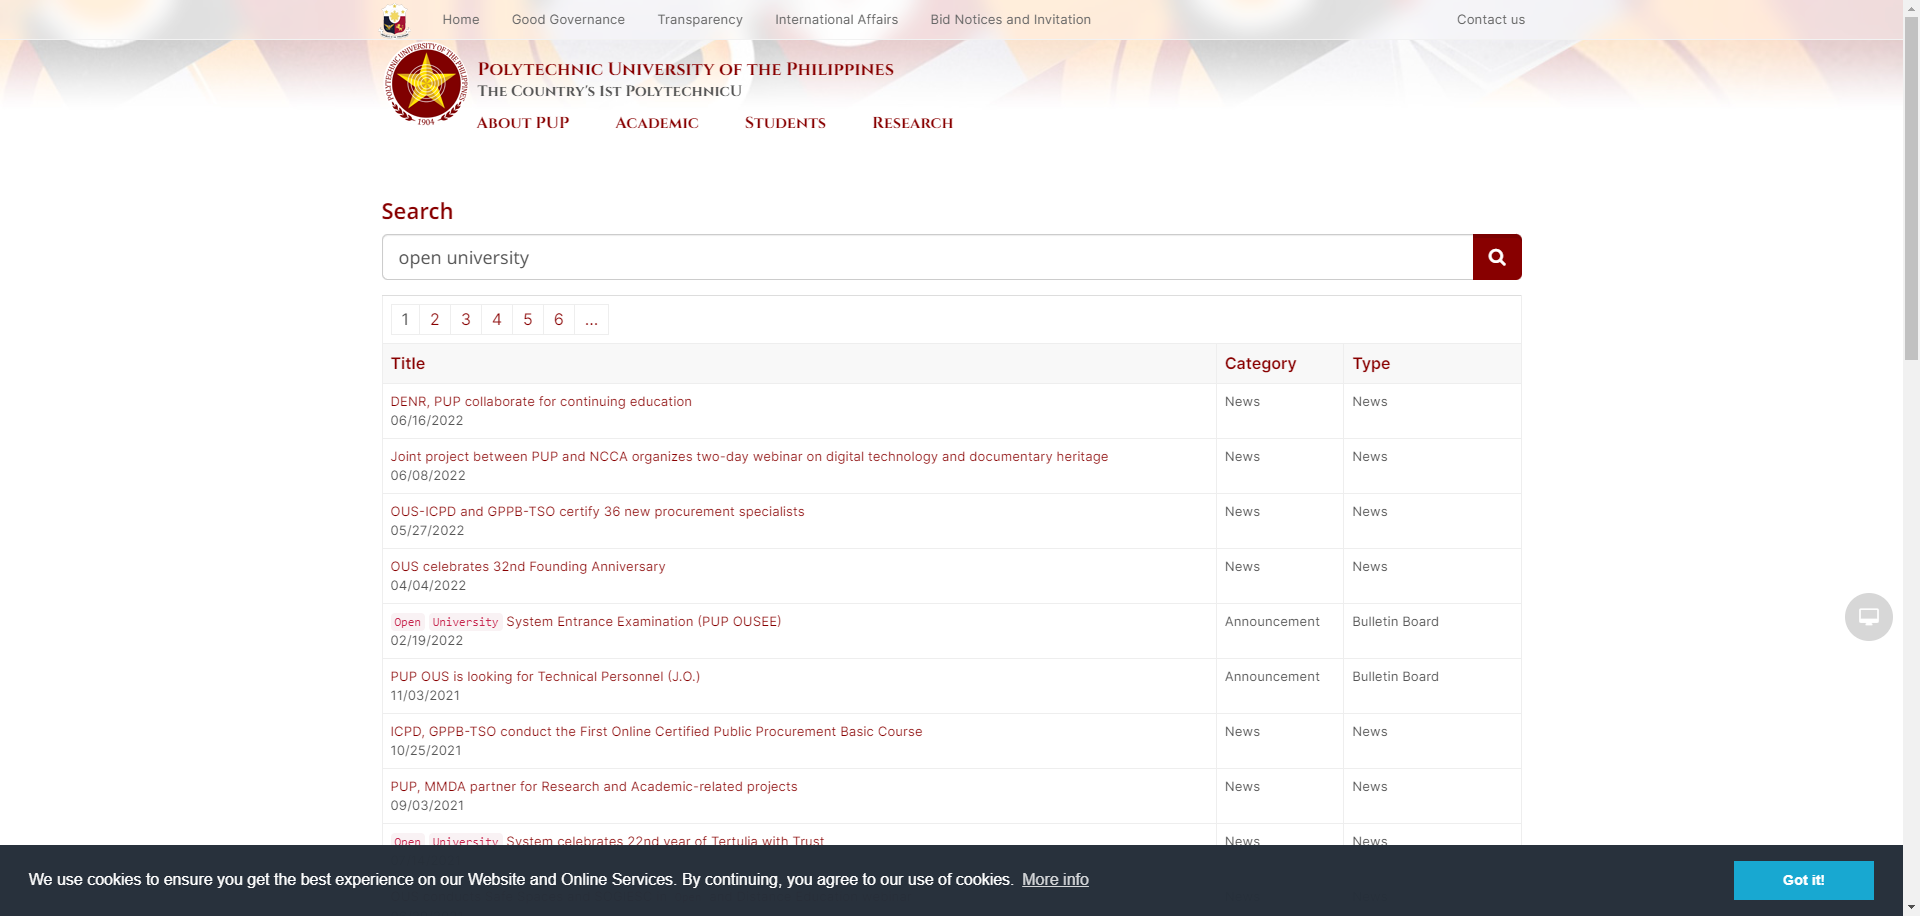 Home Good Governance Transparency International Affairs Bid Notices and Invitation Contact us
POLYTECHNIC UNIVERSITY OF THE PHILIPPINES
1904
POLYTECHNIC UNIVERSITY OF THE PHILIPPINES
THE COUNTRY'S 1ST POLYTECHNICU
ABOUT PUP ACADEMIC STUDENTS RESEARCH
Search
open university
1 2 3 4 5 6 ...
Title Category Type
DENR, PUP collaborate for continuing education News News
06/16/2022
Joint project between PUP and NCCA organizes two-day webinar on digital technology and documentary heritage News News
06/08/2022
OUS-ICPD and GPPB-TSO certify 36 new procurement specialists News News
05/27/2022
OUS celebrates 32nd Founding Anniversary News News
04/04/2022
Open University System Entrance Examination (PUP OUSEE) Announcement Bulletin Board
02/19/2022
PUP OUS is looking for Technical Personnel (J.O.) Announcement Bulletin Board
11/03/2021
ICPD, GPPB-TSO conduct the First Online Certified Public Procurement Basic Course News News
10/25/2021
PUP, MMDA partner for Research and Academic-related projects News News
09/03/2021
Open University System celebrates 22nd year of Tertulia with Trust News News
We use cookies to ensure you get the best experience on our Website and Online Services. By continuing, you agree to our use of cookies. More info Got it!